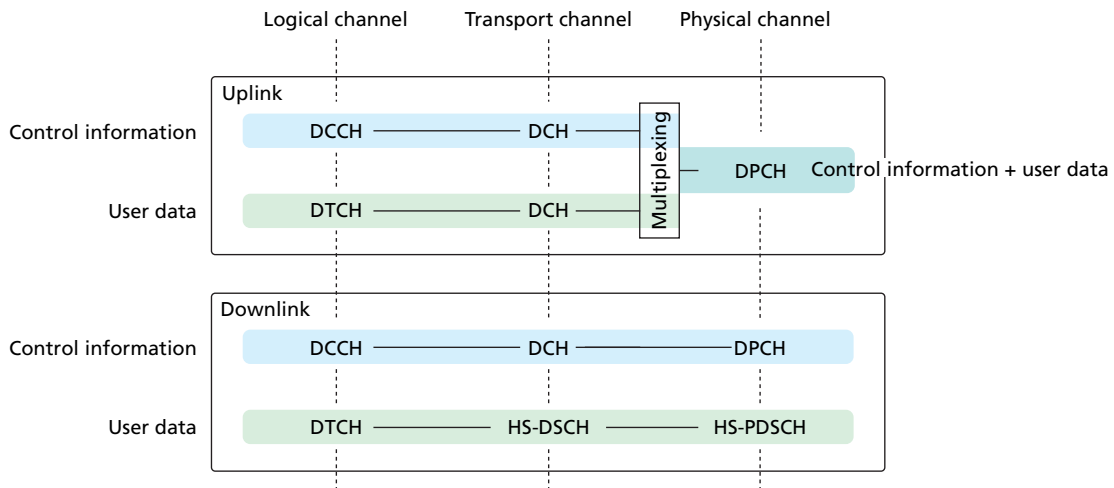 Logical channel Transport channel Physical channel
Uplink
Control information DCCH DCH
Multiplexing
DPCH Control information + user data
User data DTCH DCH
Downlink
Control information DCCH DCH DPCH
User data DTCH HS-DSCH HS-PDSCH